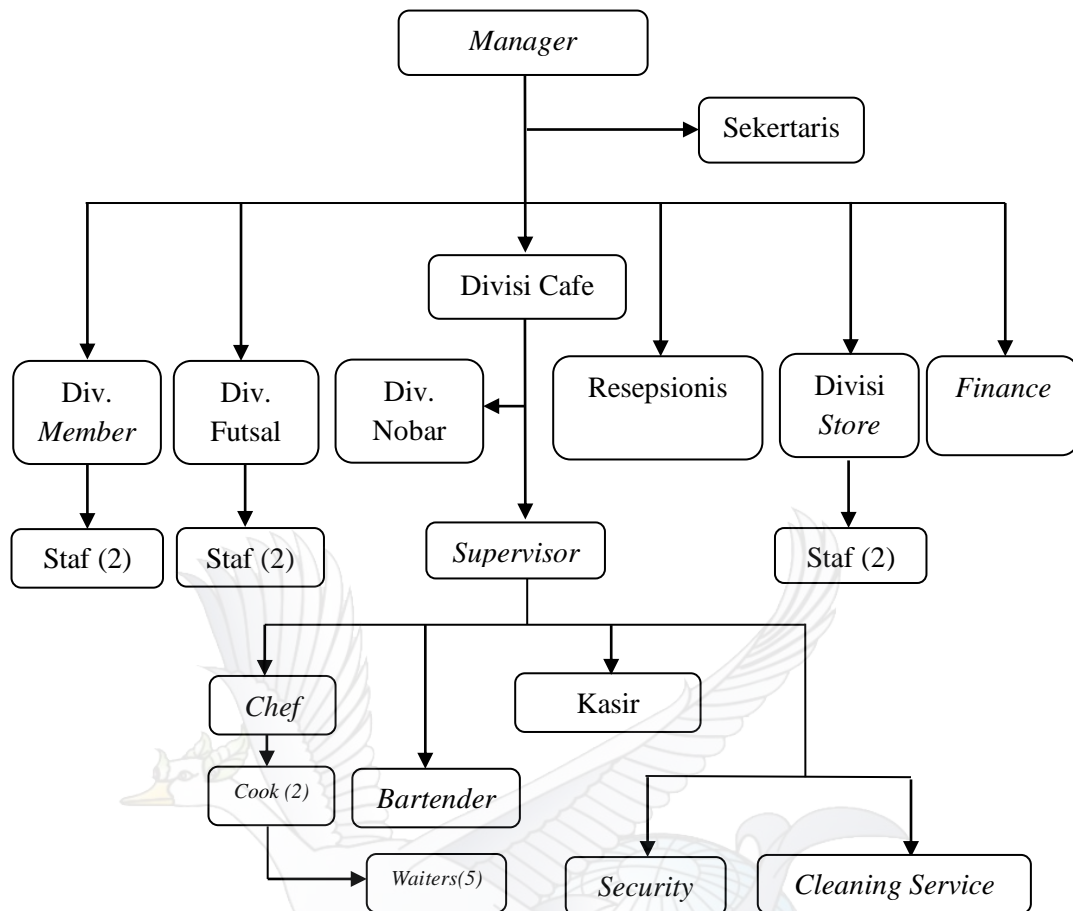 Manager
Sekertaris
Divisi Cafe
Div.
Member
Div.
Futsal
Div.
Nobar
Resepsionis
Divisi
Store
Finance
Staf (2)
Staf (2)
Supervisor
Staf (2)
Chef
Kasir
Cook (2)
Bartender
Waiters(5)
Security
Cleaning Service